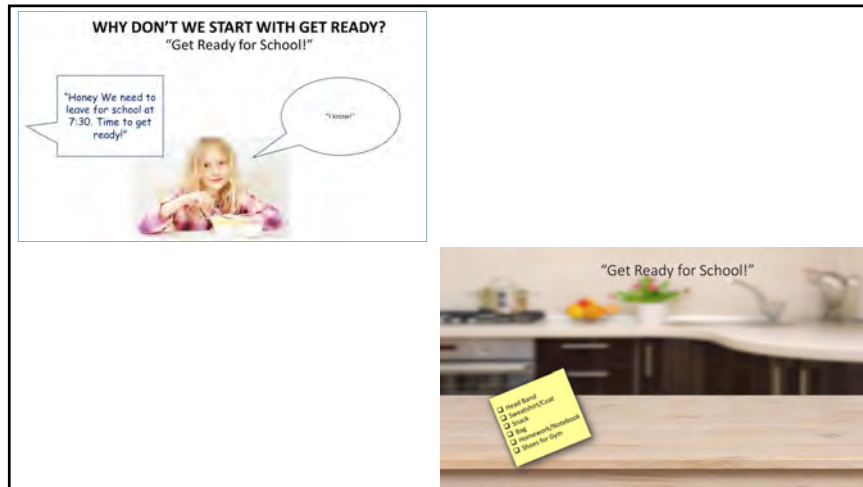 WHY DON'T WE START WITH GET READY?
"Get Ready for School!"
"Honey We need to
leave for school at
7:30. Time to get
ready!"
"I know!"
"Get Ready for School!"
❑ Head Band
❑ Sweatshirt/Coat
❑ Snack
❑ Bag
❑ Homework/Notebook
❑ Shoes for Gym